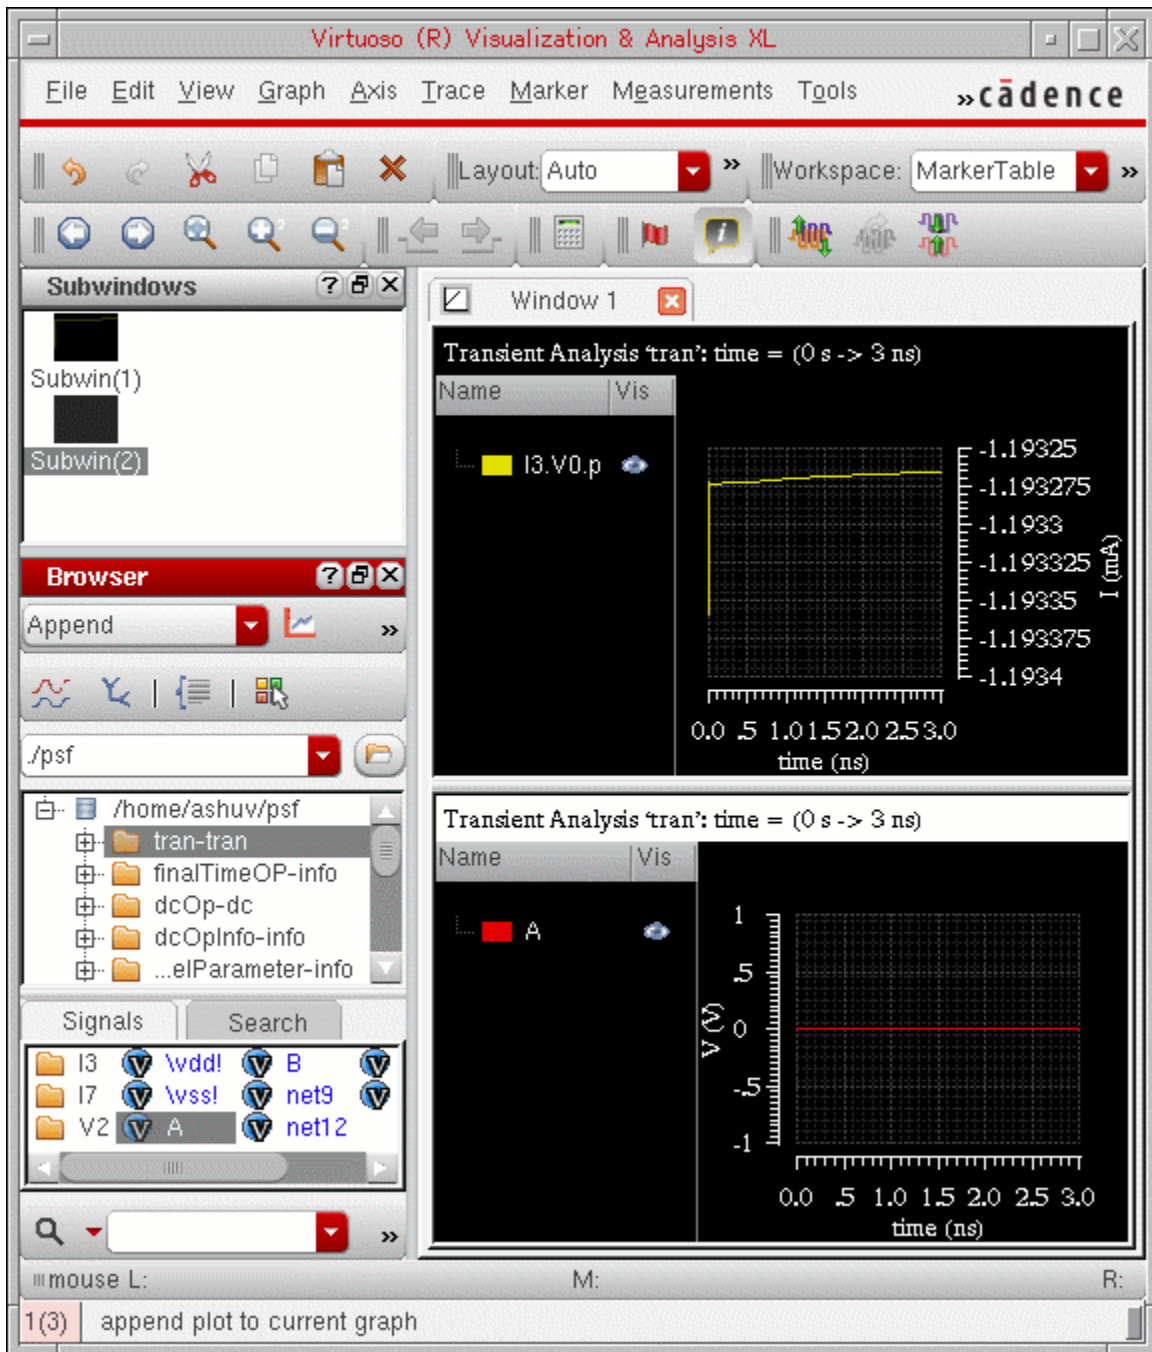 Virtuoso (R) Visualization & Analysis XL
File Edit View Graph Axis Trace Marker Measurements Tools
cādence
Layout: Auto » Workspace: MarkerTable »
Subwindows
Subwin(1)
Subwin(2)
Browser
Append »
./psf
/home/ashuv/psf
tran-tran
finalTimeOP-info
dcOp-dc
dcOpInfo-info
...elParameter-info
Signals Search
I3 \vdd! B
I7 \vss! net9
V2 A net12
»
Window 1
Transient Analysis ‘tran’: time = (0 s -> 3 ns)
Name Vis
I3.V0.p
-1.19325
-1.193275
-1.1933
-1.193325
-1.19335
-1.193375
-1.1934
I (mA)
0.0 .5 1.0 1.5 2.0 2.5 3.0
time (ns)
Transient Analysis ‘tran’: time = (0 s -> 3 ns)
Name Vis
A
1
.5
0
-.5
-1
V (V)
0.0 .5 1.0 1.5 2.0 2.5 3.0
time (ns)
mouse L: M: R:
1(3) append plot to current graph